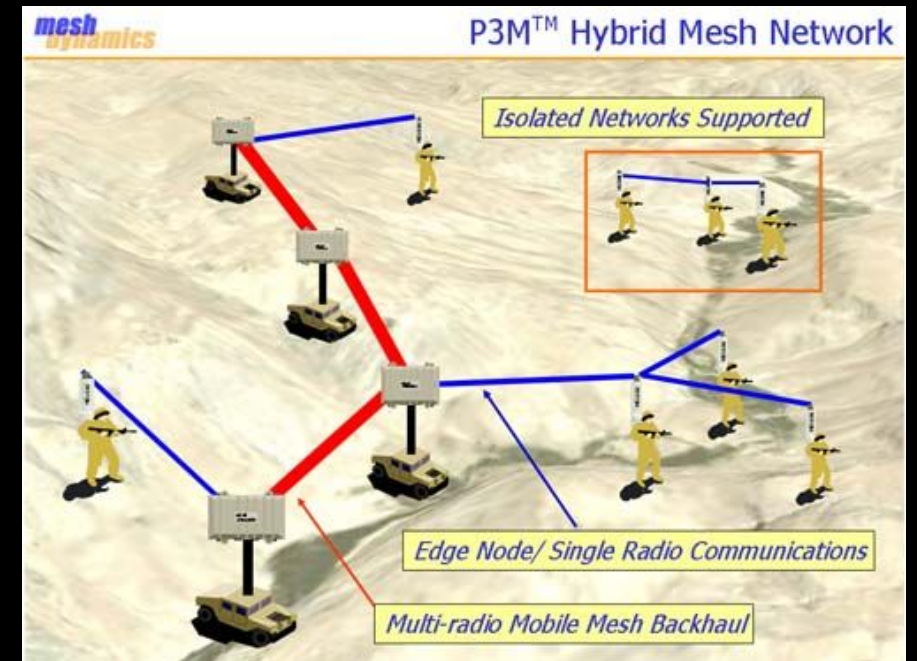 mesh
dynamics
P3M™ Hybrid Mesh Network
Isolated Networks Supported
Edge Node/ Single Radio Communications
Multi-radio Mobile Mesh Backhaul